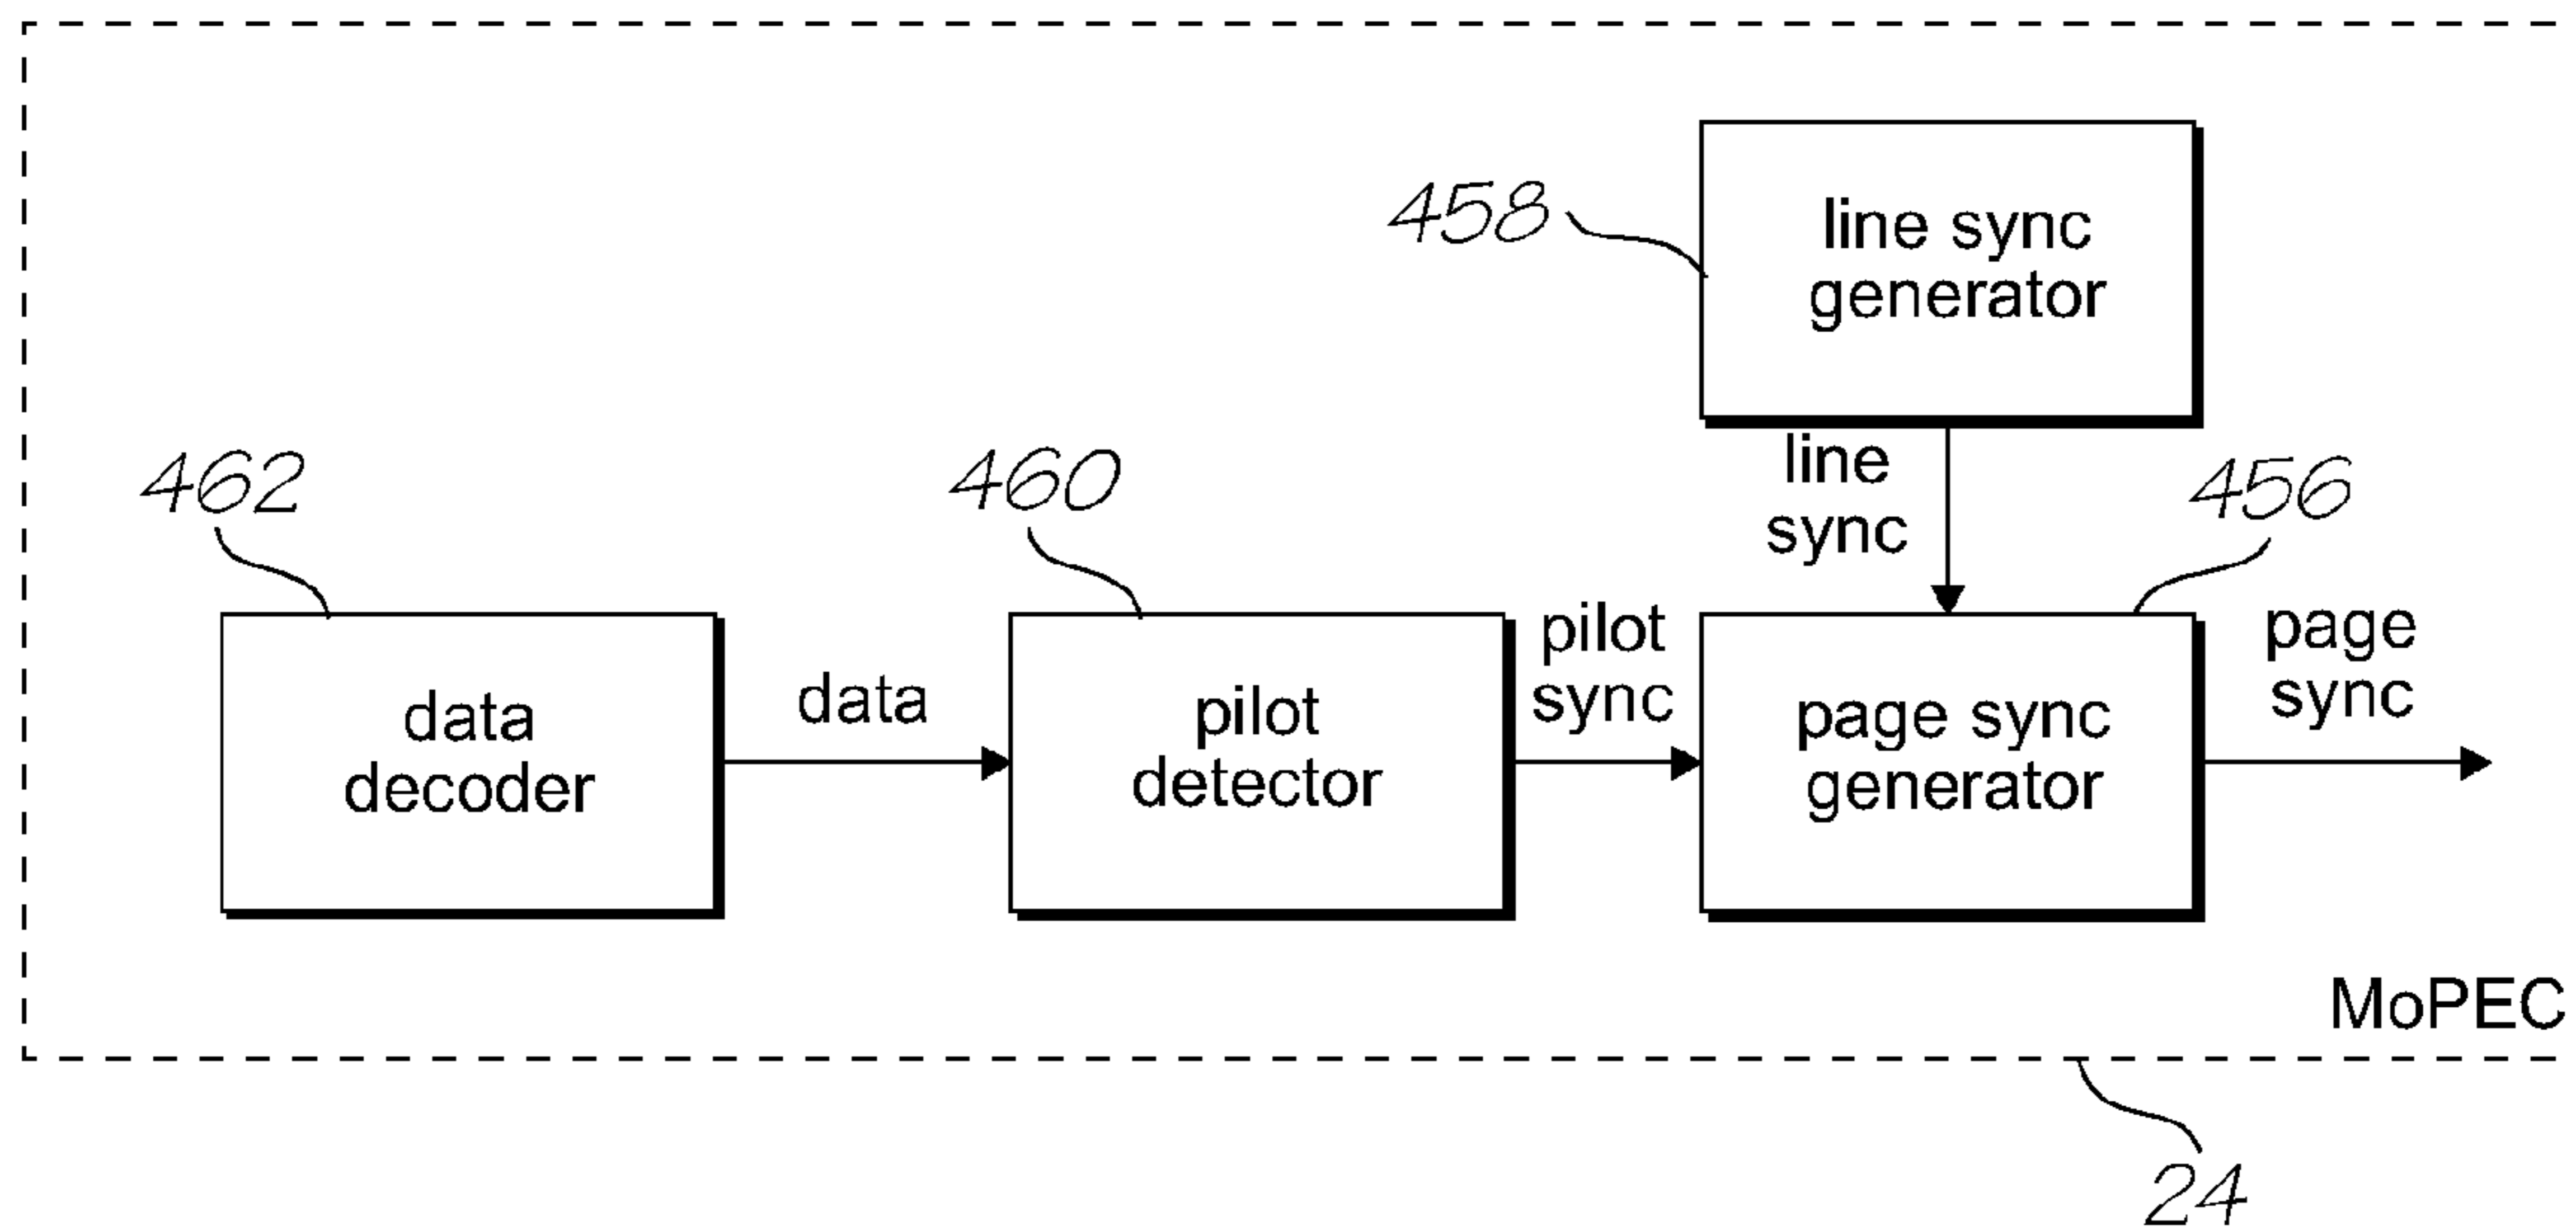 458
line sync
generator
line
sync
462
460
456
data
decoder
data
pilot
detector
pilot
sync
page sync
generator
page
sync
MoPEC
24